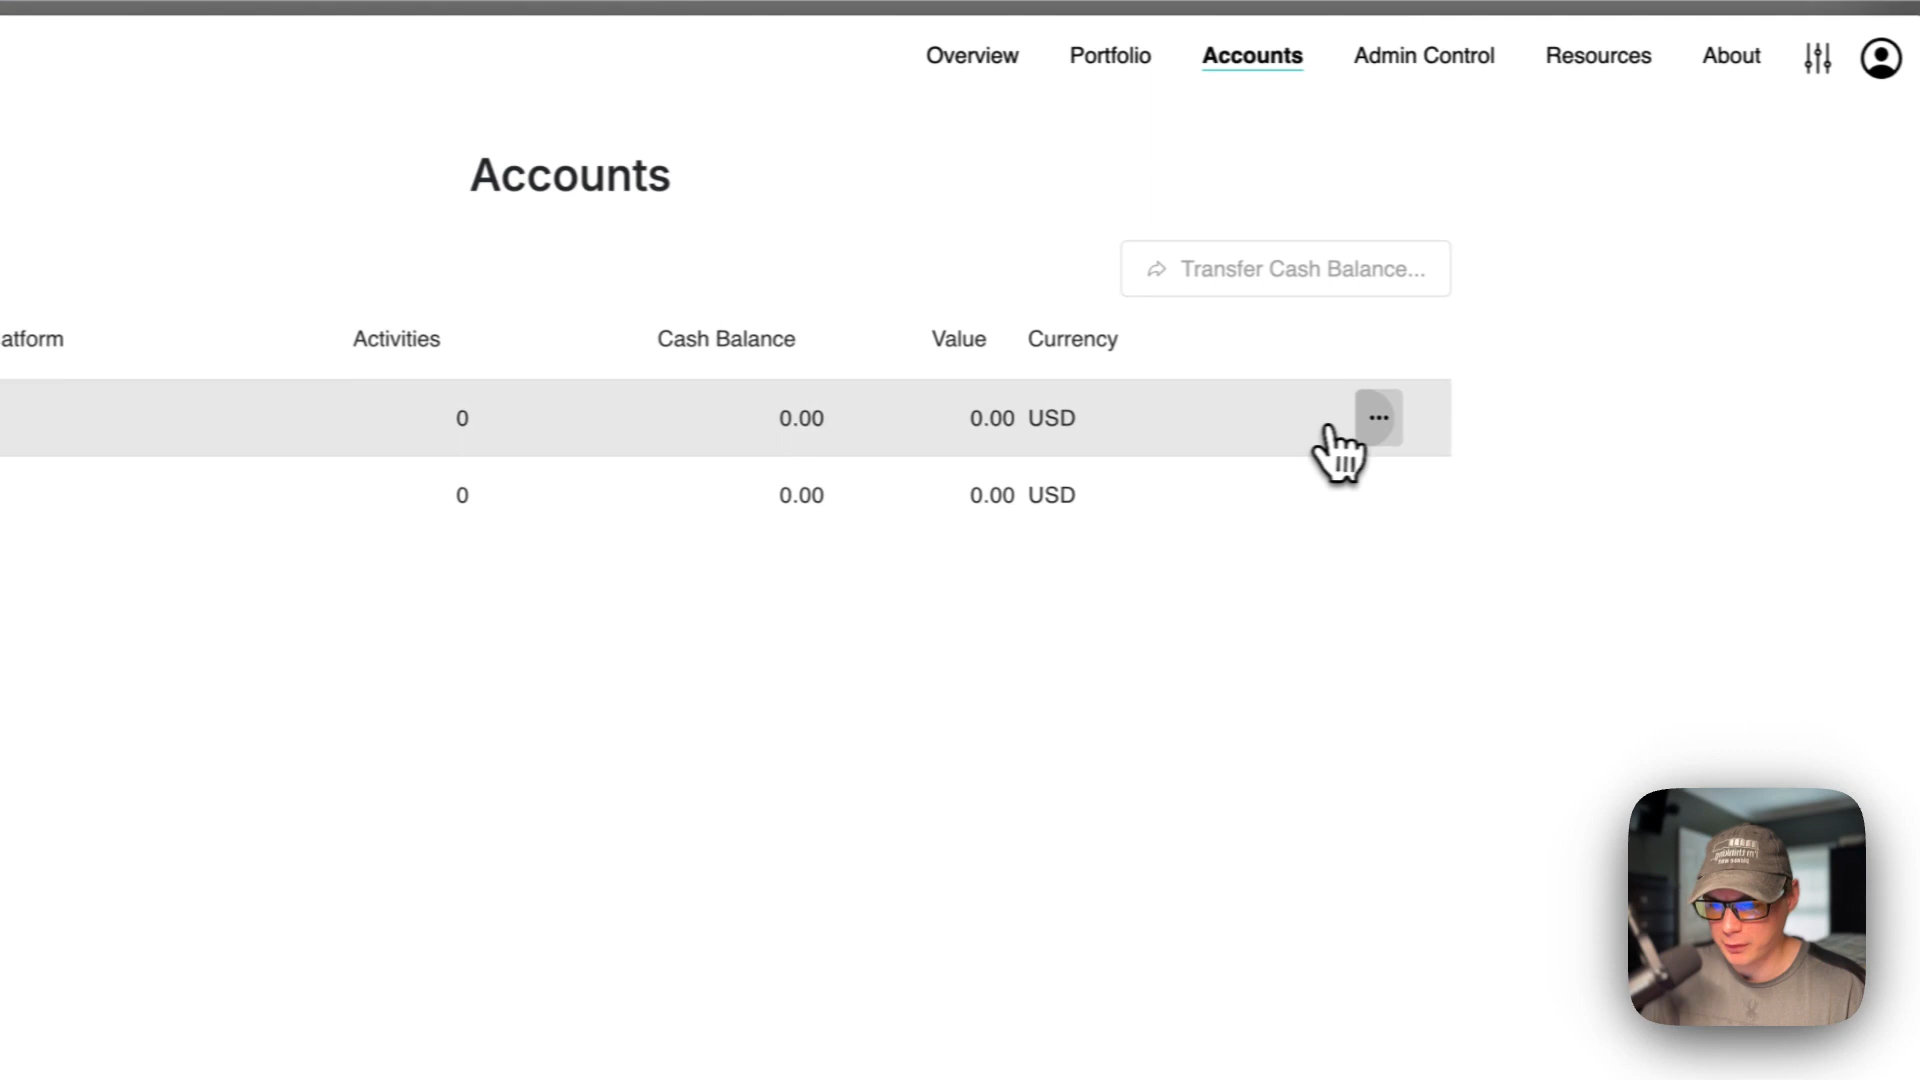 Overview Portfolio Accounts Admin Control Resources About
Accounts
Transfer Cash Balance...
atform Activities Cash Balance Value Currency
0 0.00 0.00 USD
0 0.00 0.00 USD